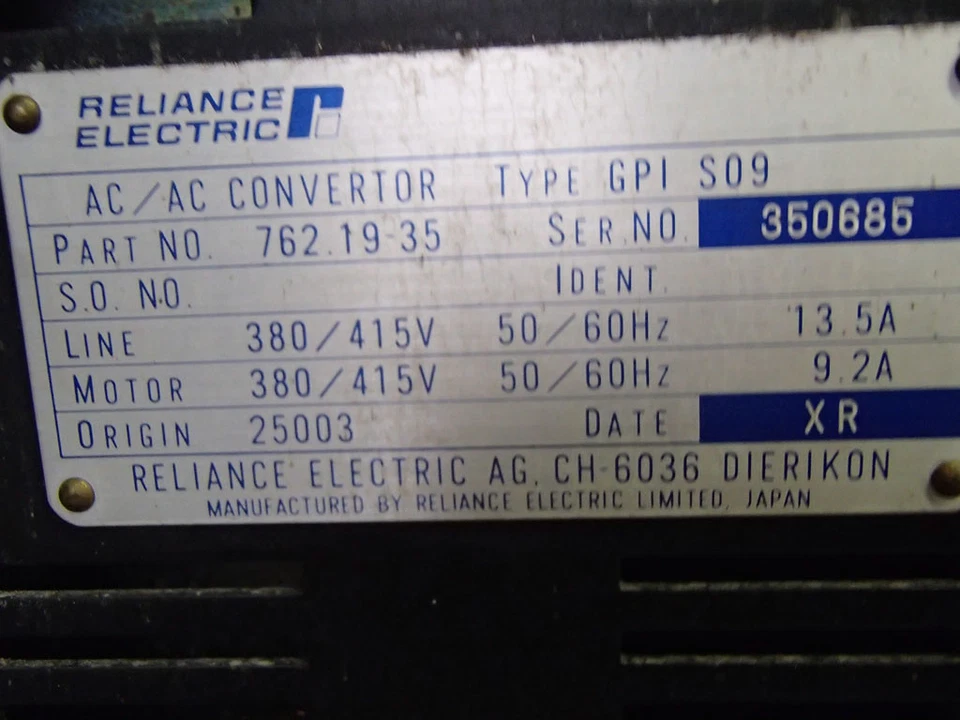 RELIANCE
ELECTRIC
AC/AC CONVERTOR TYPE GPI S09
PART NO. 762.19-35 SER.NO. 350685
S.O. N.O. IDENT.
LINE 380/415V 50/60Hz 13.5A
MOTOR 380/415V 50/60Hz 9.2A
ORIGIN 25003 DATE XR
RELIANCE ELECTRIC AG. CH-6036 DIERIKON
MANUFACTURED BY RELIANCE ELECTRIC LIMITED, JAPAN